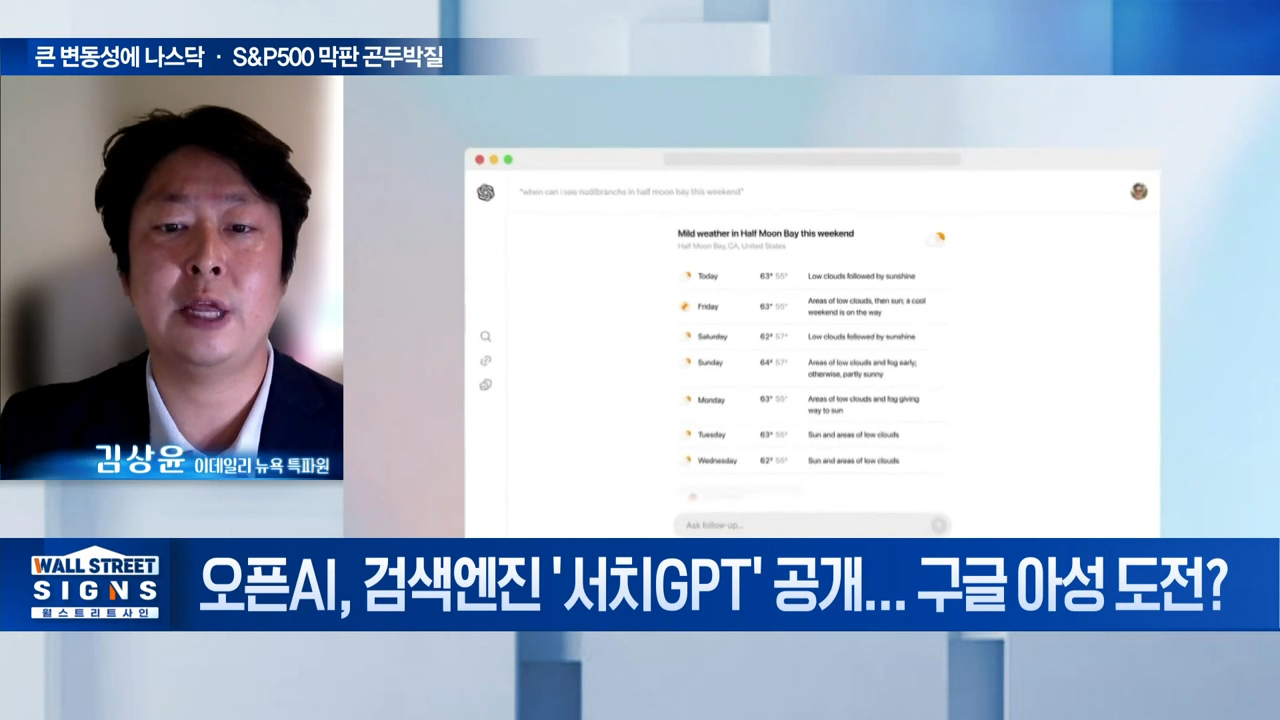 큰 변동성에 나스닥 · S&P500 막판 곤두박질
"when can i see nudibranchs in half moon bay this weekend"
Mild weather in Half Moon Bay this weekend
Half Moon Bay, CA, United States
Today 63° 55° Low clouds followed by sunshine
Friday 63° 55° Areas of low clouds, then sun; a cool
weekend is on the way
Saturday 62° 57° Low clouds followed by sunshine
Sunday 64° 57° Areas of low clouds and fog early;
otherwise, partly sunny
Monday 63° 55° Areas of low clouds and fog giving
way to sun
Tuesday 63° 55° Sun and areas of low clouds
Wednesday 62° 55° Sun and areas of low clouds
Ask follow-up...
김상윤 이데일리 뉴욕 특파원
WALL STREET
SIGNS
월스트리트사인
오픈AI, 검색엔진 '서치GPT' 공개... 구글 아성 도전?